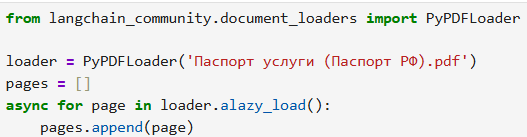 from langchain_community.document_loaders import PyPDFLoader
loader = PyPDFLoader('Паспорт услуги (Паспорт РФ).pdf')
pages = []
async for page in loader.alazy_load():
    pages.append(page)